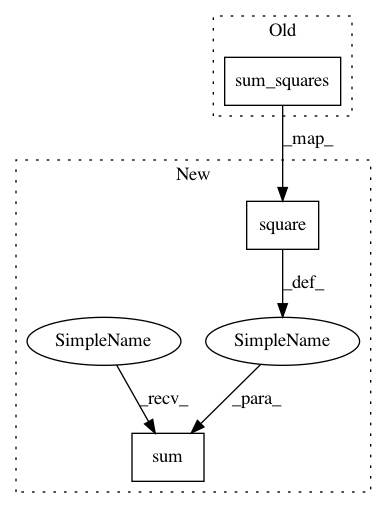 Old
sum_squares
_map_
New
square
_def_
SimpleName
SimpleName
_recv_
_para_
sum